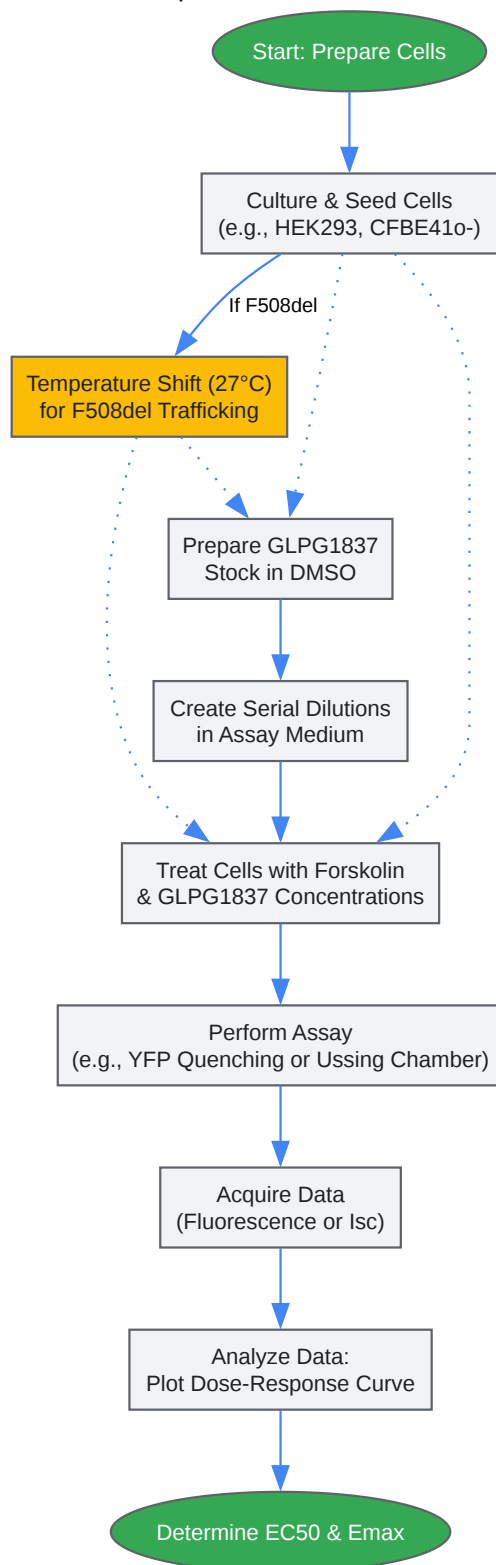 Start: Prepare Cells
Culture & Seed Cells
(e.g., HEK293, CFBE41o-)
If F508del
Temperature Shift (27°C)
for F508del Trafficking
Prepare GLPG1837
Stock in DMSO
Create Serial Dilutions
in Assay Medium
Treat Cells with Forskolin
& GLPG1837 Concentrations
Perform Assay
(e.g., YFP Quenching or Ussing Chamber)
Acquire Data
(Fluorescence or Isc)
Analyze Data:
Plot Dose-Response Curve
Determine EC50 & Emax